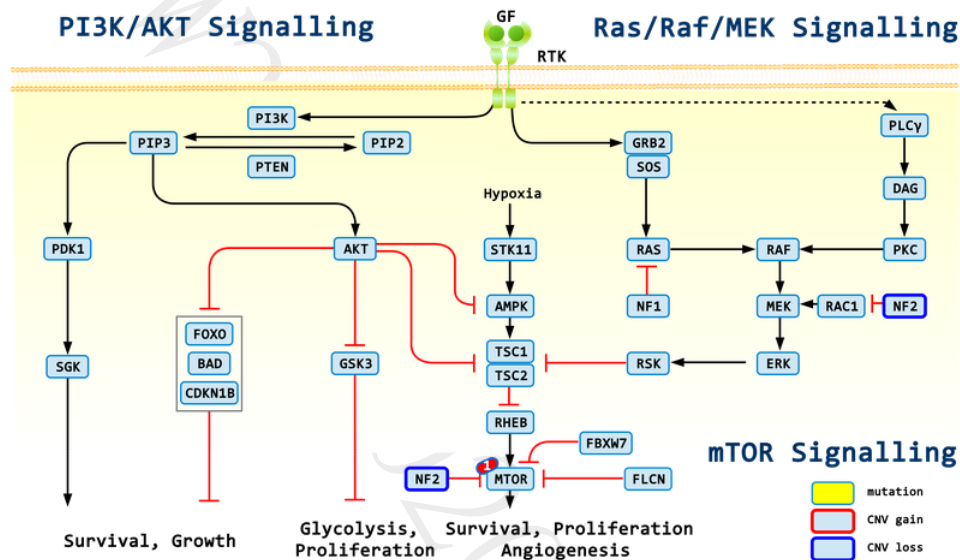 PI3K/AKT Signalling
GF
Ras/Raf/MEK Signalling
RTK
PI3K
PLCγ
PIP3
PIP2
GRB2
PTEN
SOS
DAG
Hypoxia
PDK1
AKT
STK11
RAS
RAF
PKC
AMPK
NF1
MEK
RAC1
NF2
FOXO
BAD
CDKN1B
SGK
GSK3
TSC1
TSC2
RSK
ERK
RHEB
FBXW7
mTOR Signalling
1
NF2
MTOR
FLCN
mutation
CNV gain
CNV loss
Survival, Growth
Glycolysis,
Proliferation
Survival, Proliferation
Angiogenesis